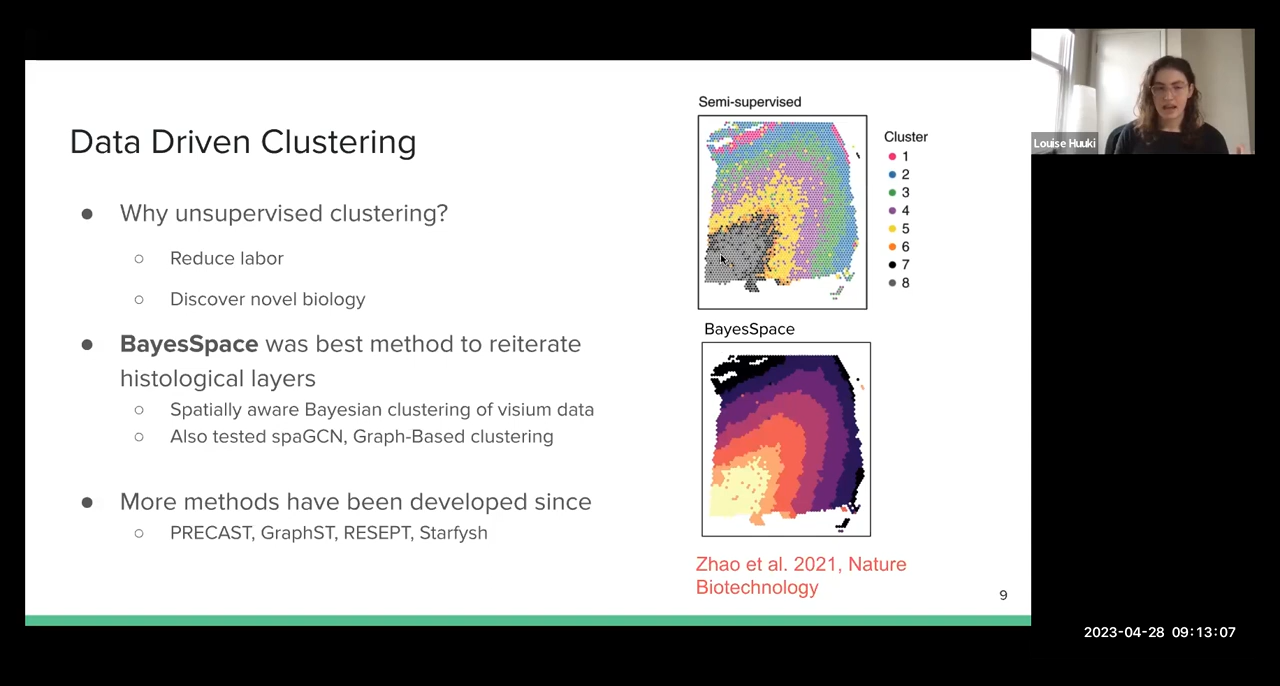 Data Driven Clustering
● Why unsupervised clustering?
○ Reduce labor
○ Discover novel biology
● BayesSpace was best method to reiterate
histological layers
○ Spatially aware Bayesian clustering of visium data
○ Also tested spaGCN, Graph-Based clustering
● More methods have been developed since
○ PRECAST, GraphST, RESEPT, Starfysh
Semi-supervised
Cluster
1
2
3
4
5
6
7
8
BayesSpace
Zhao et al. 2021, Nature
Biotechnology
9
Louise Huuki
2023-04-28 09:13:07